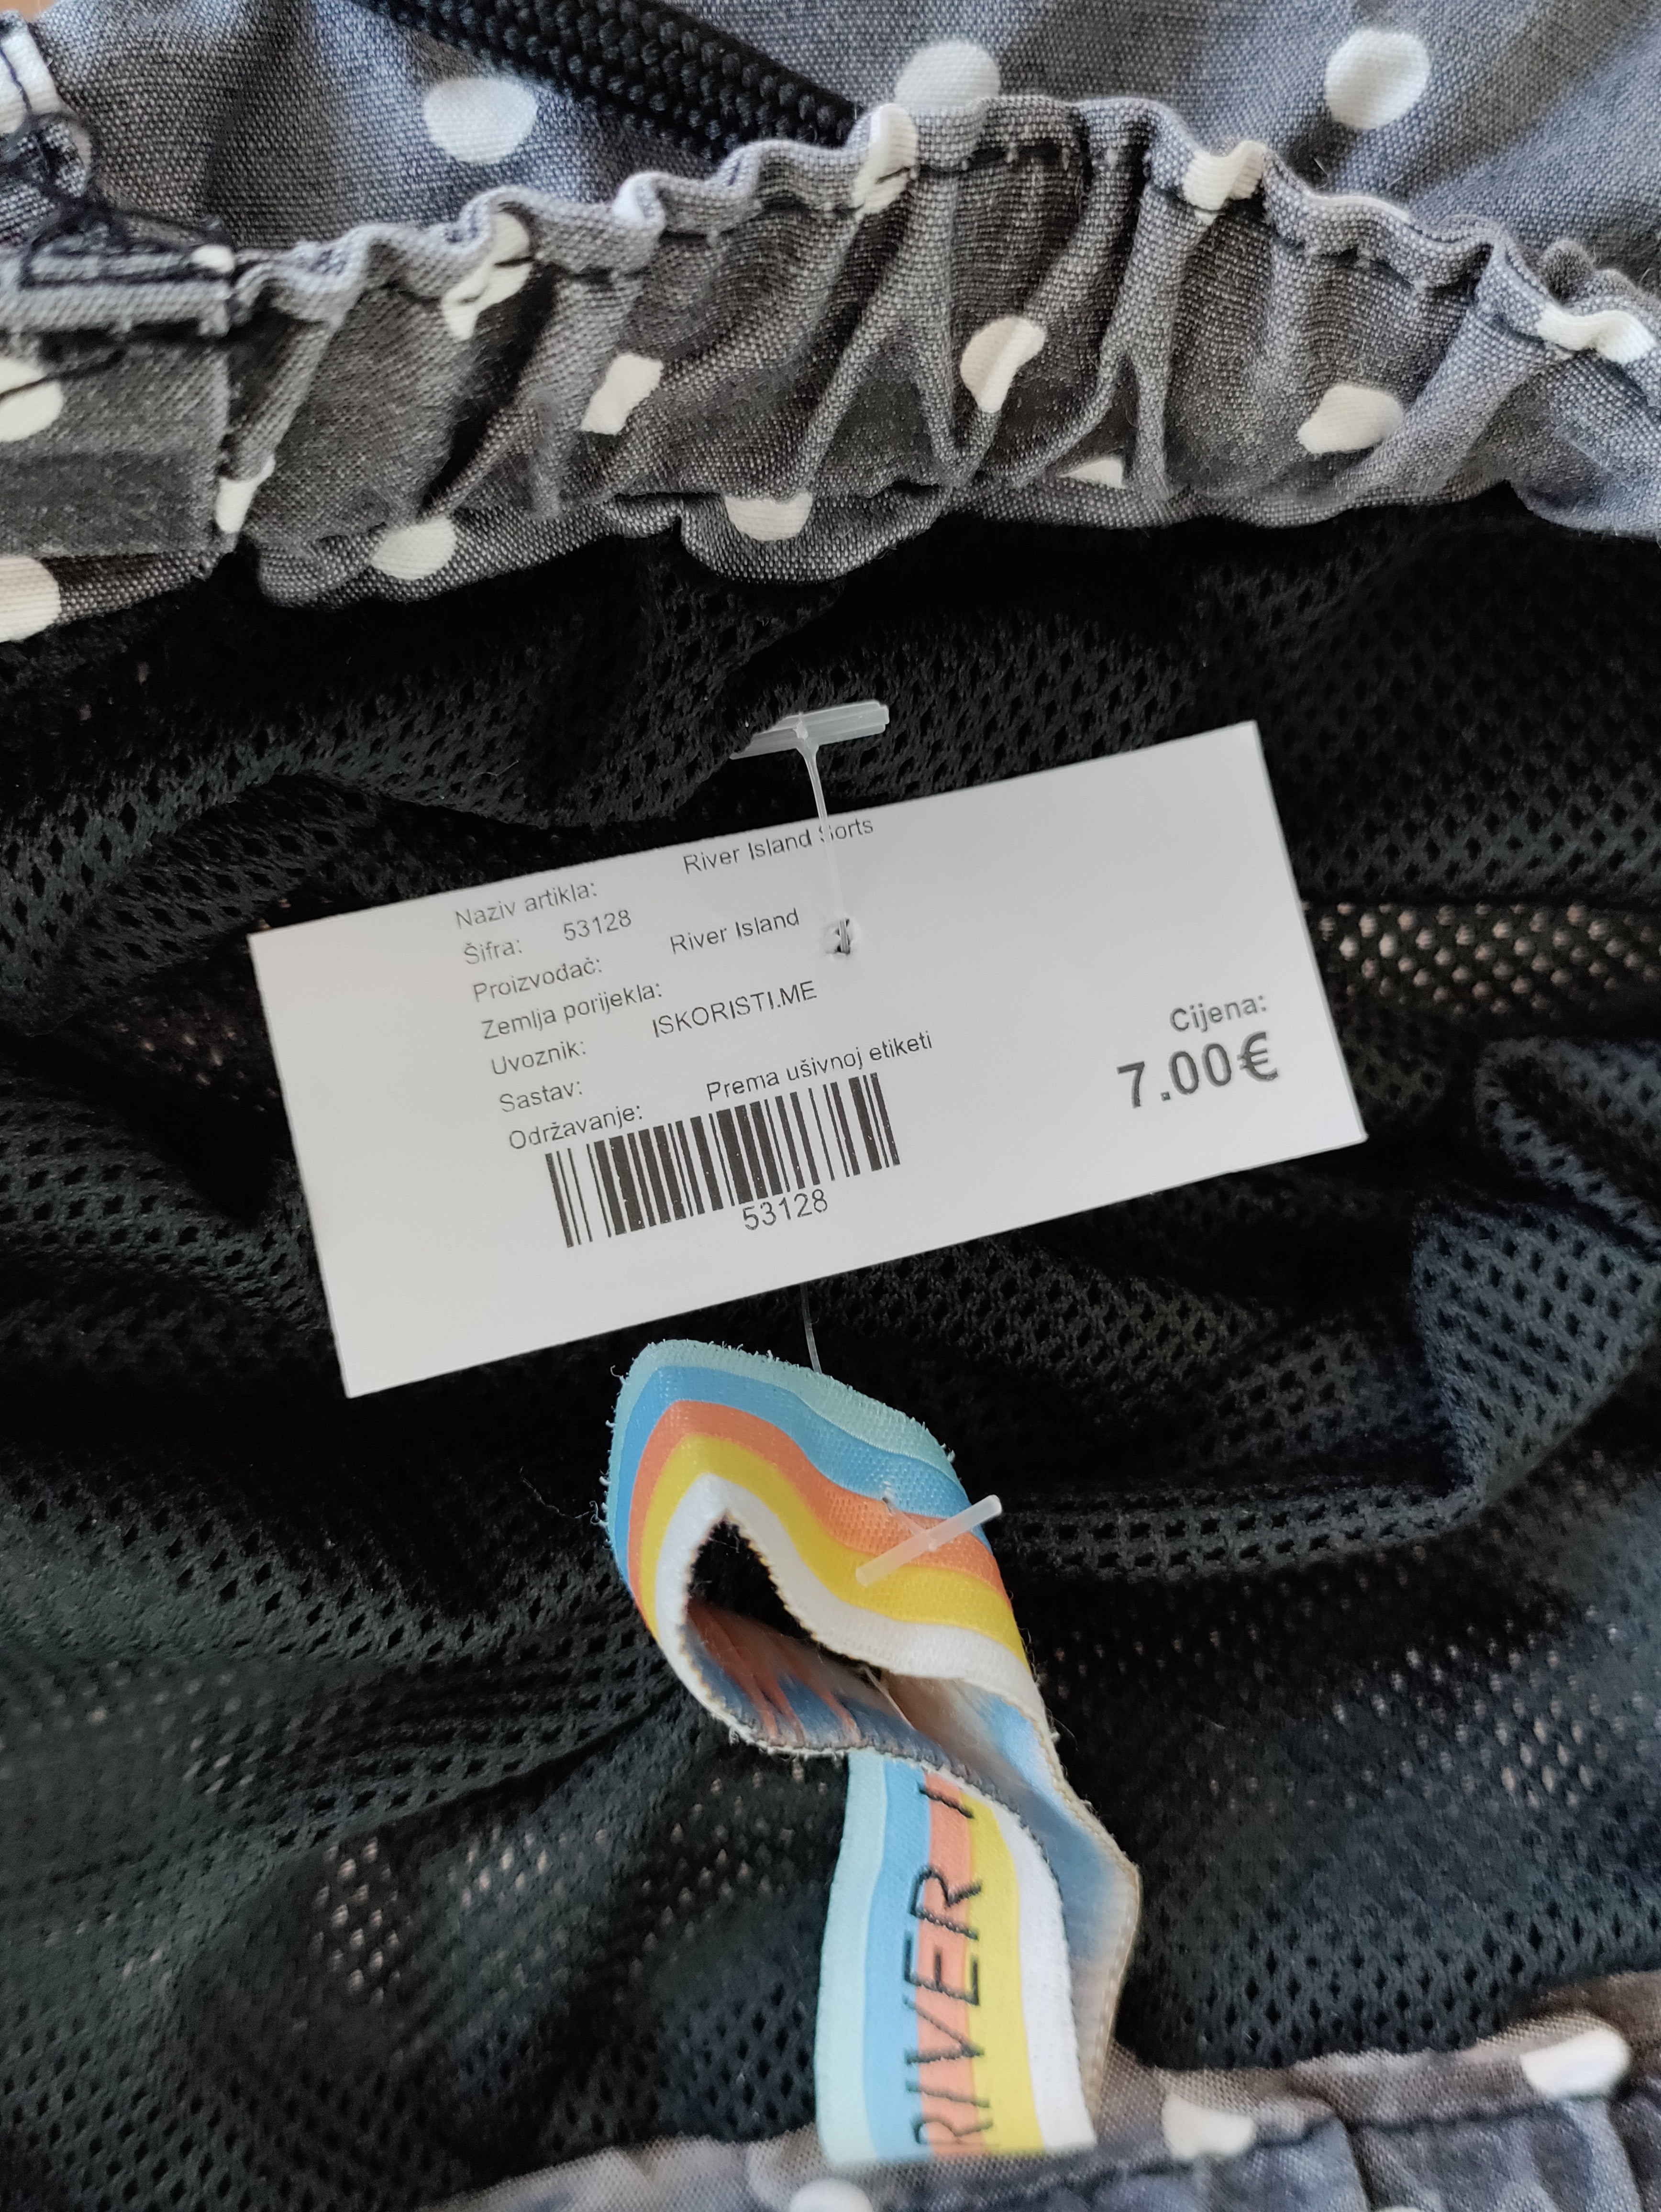 Naziv artikla: River Island Sorts
Šifra: 53128
Proizvođač: River Island
Zemlja porijekla:
Uvoznik: ISKORISTI.ME
Sastav:
Održavanje: Prema ušivnoj etiketi
53128
Cijena:
7.00€
RIVER I